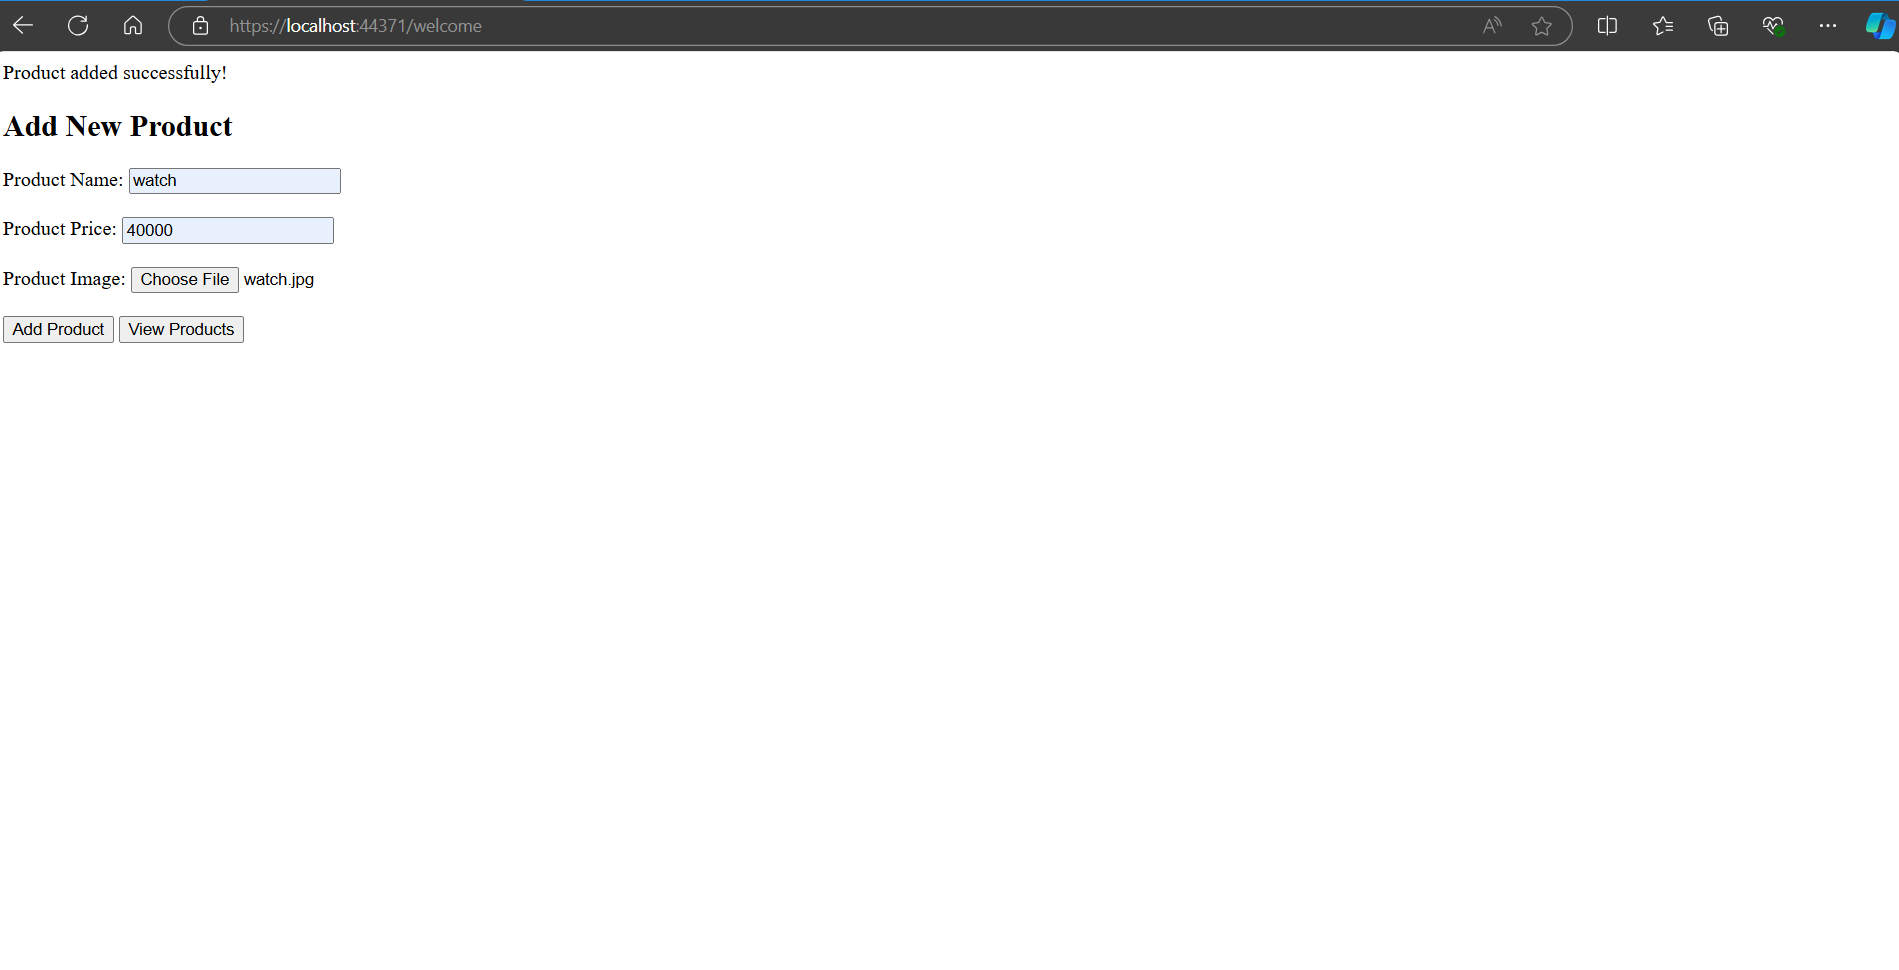 https://localhost:44371/welcome
Product added successfully!
Add New Product
Product Name: watch
Product Price: 40000
Product Image: Choose File watch.jpg
Add Product View Products